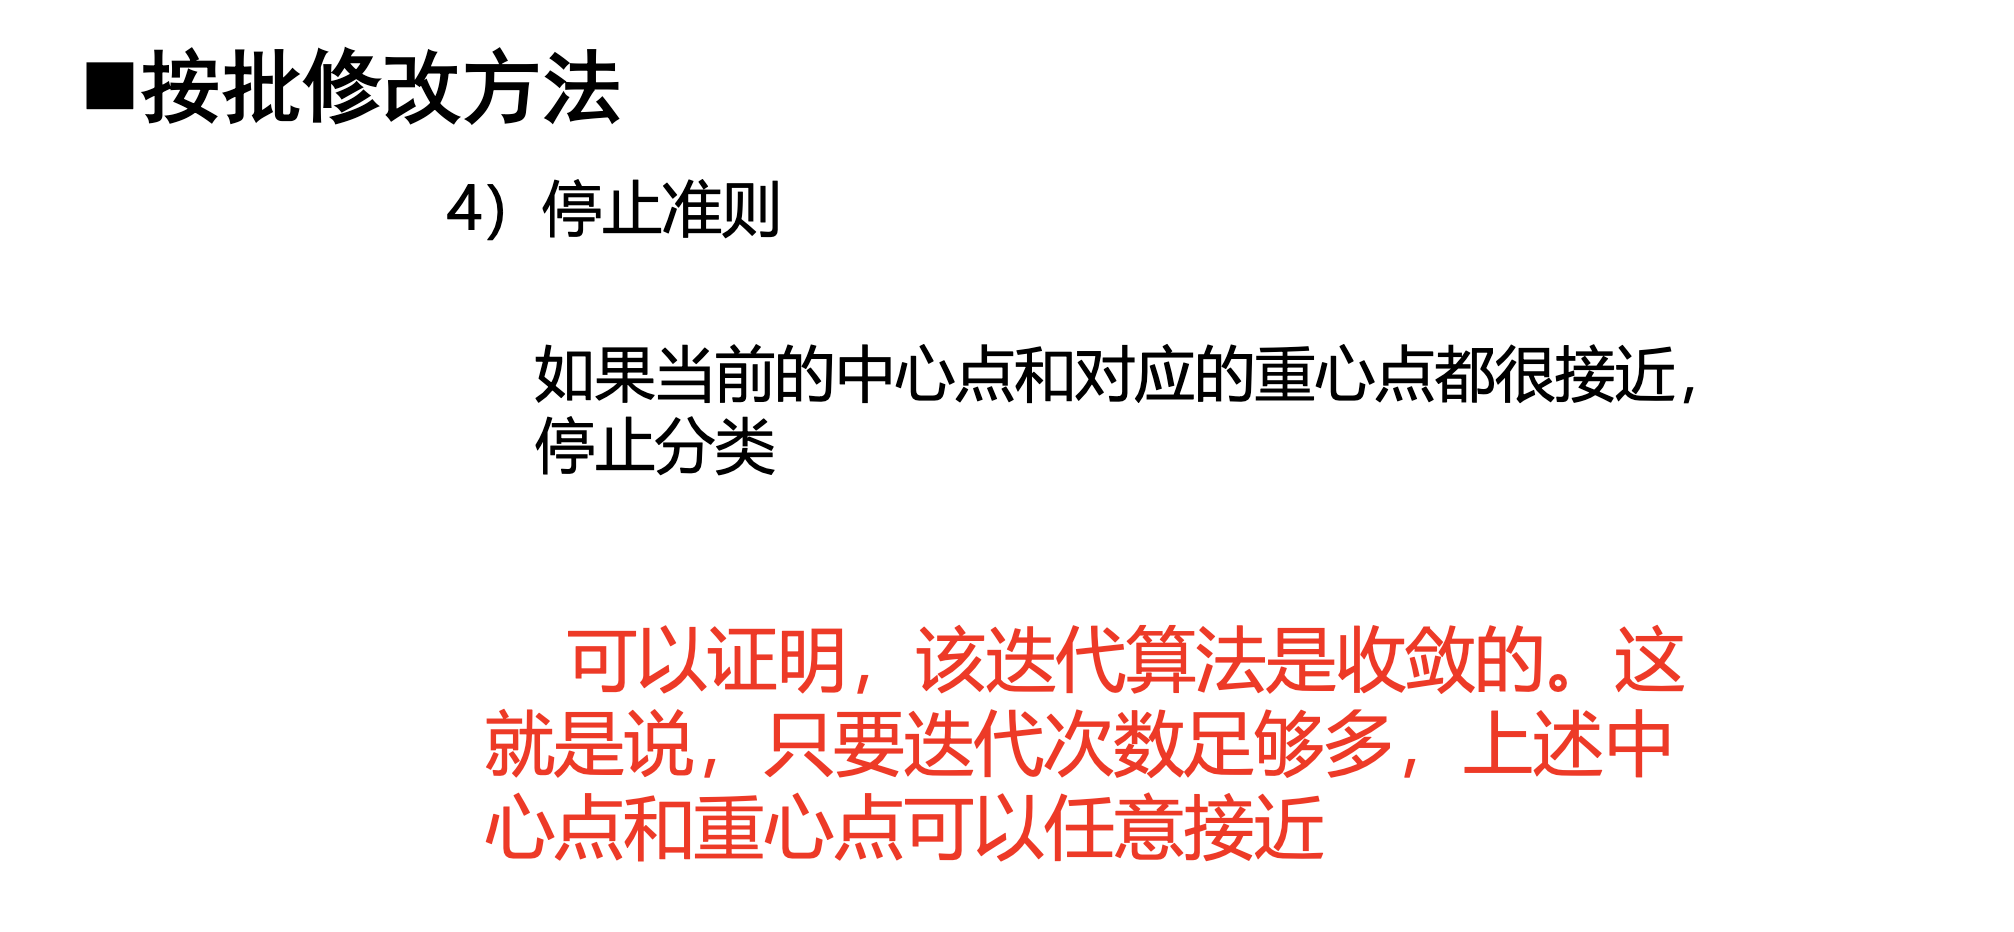 ■按批修改方法
4）停止准则
如果当前的中心点和对应的重心点都很接近，
停止分类
可以证明，该迭代算法是收敛的。这
就是说，只要迭代次数足够多，上述中
心点和重心点可以任意接近